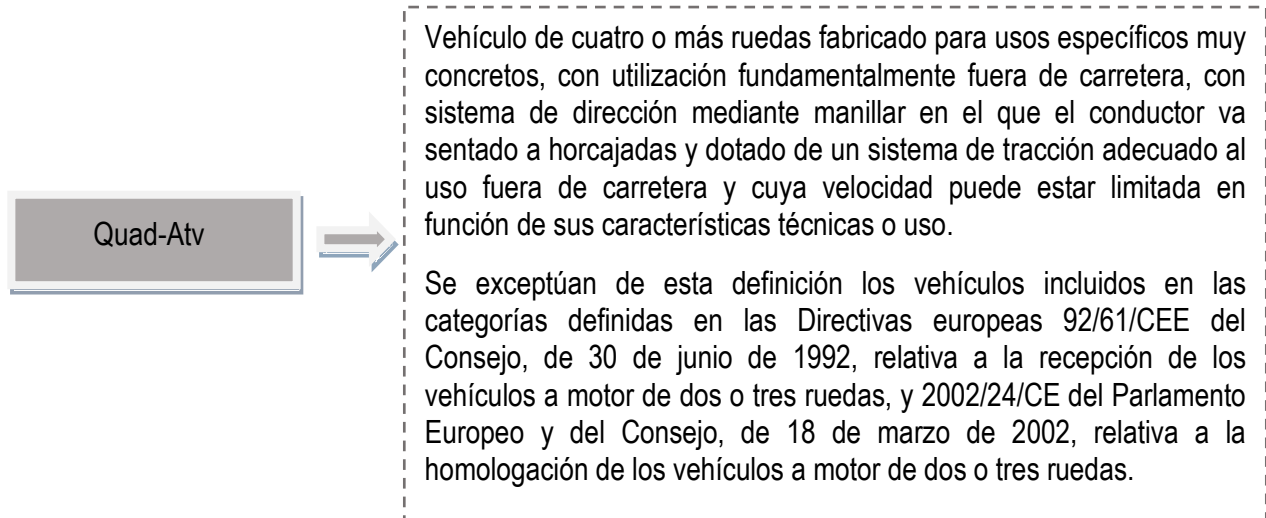 Quad-Atv
Vehículo de cuatro o más ruedas fabricado para usos específicos muy
concretos, con utilización fundamentalmente fuera de carretera, con
sistema de dirección mediante manillar en el que el conductor va
sentado a horcajadas y dotado de un sistema de tracción adecuado al
uso fuera de carretera y cuya velocidad puede estar limitada en
función de sus características técnicas o uso.
Se exceptúan de esta definición los vehículos incluidos en las
categorías definidas en las Directivas europeas 92/61/CEE del
Consejo, de 30 de junio de 1992, relativa a la recepción de los
vehículos a motor de dos o tres ruedas, y 2002/24/CE del Parlamento
Europeo y del Consejo, de 18 de marzo de 2002, relativa a la
homologación de los vehículos a motor de dos o tres ruedas.